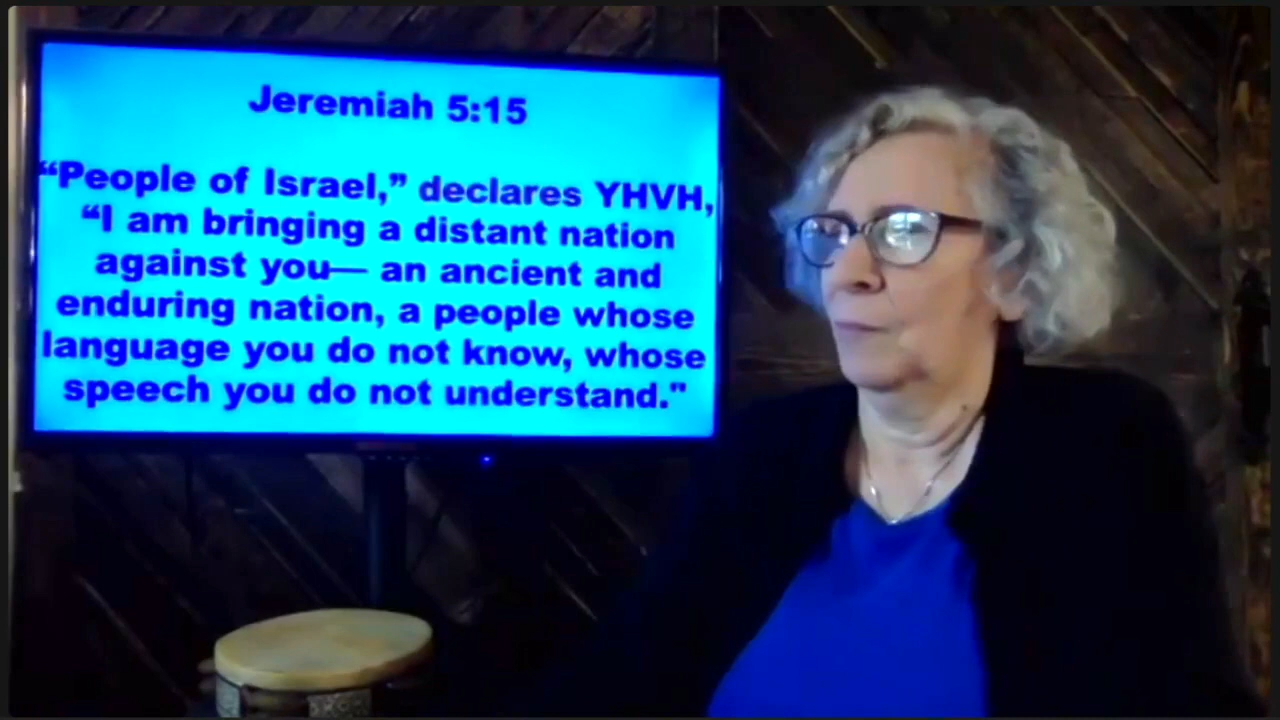 Jeremiah 5:15
“People of Israel,” declares YHVH,
“I am bringing a distant nation
against you— an ancient and
enduring nation, a people whose
language you do not know, whose
speech you do not understand."